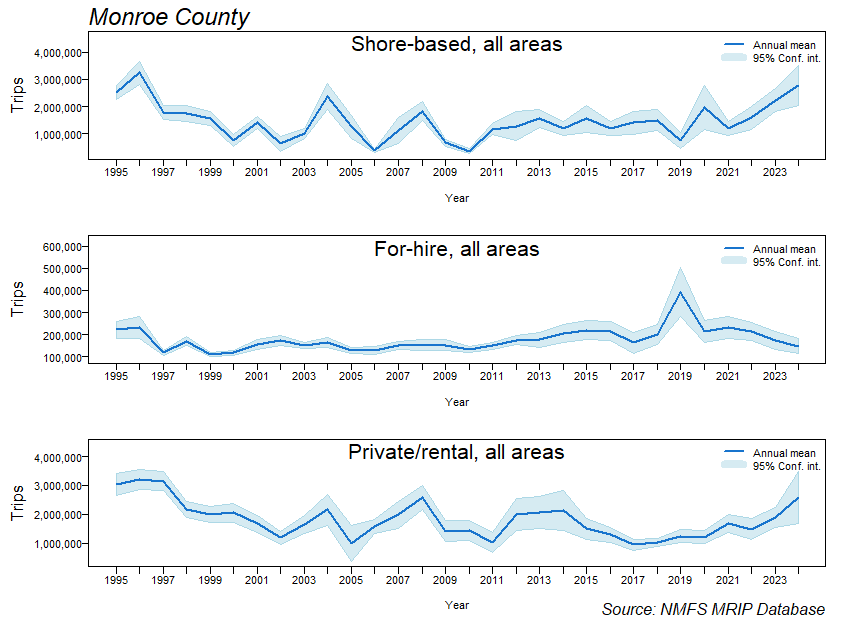 Monroe County
Shore-based, all areas
Annual mean
95% Conf. int.
4,000,000
3,000,000
2,000,000
1,000,000
Trips
1995 1997 1999 2001 2003 2005 2007 2009 2011 2013 2015 2017 2019 2021 2023
Year
For-hire, all areas
Annual mean
95% Conf. int.
600,000
500,000
400,000
300,000
200,000
100,000
Trips
1995 1997 1999 2001 2003 2005 2007 2009 2011 2013 2015 2017 2019 2021 2023
Year
Private/rental, all areas
Annual mean
95% Conf. int.
4,000,000
3,000,000
2,000,000
1,000,000
Trips
1995 1997 1999 2001 2003 2005 2007 2009 2011 2013 2015 2017 2019 2021 2023
Year
Source: NMFS MRIP Database